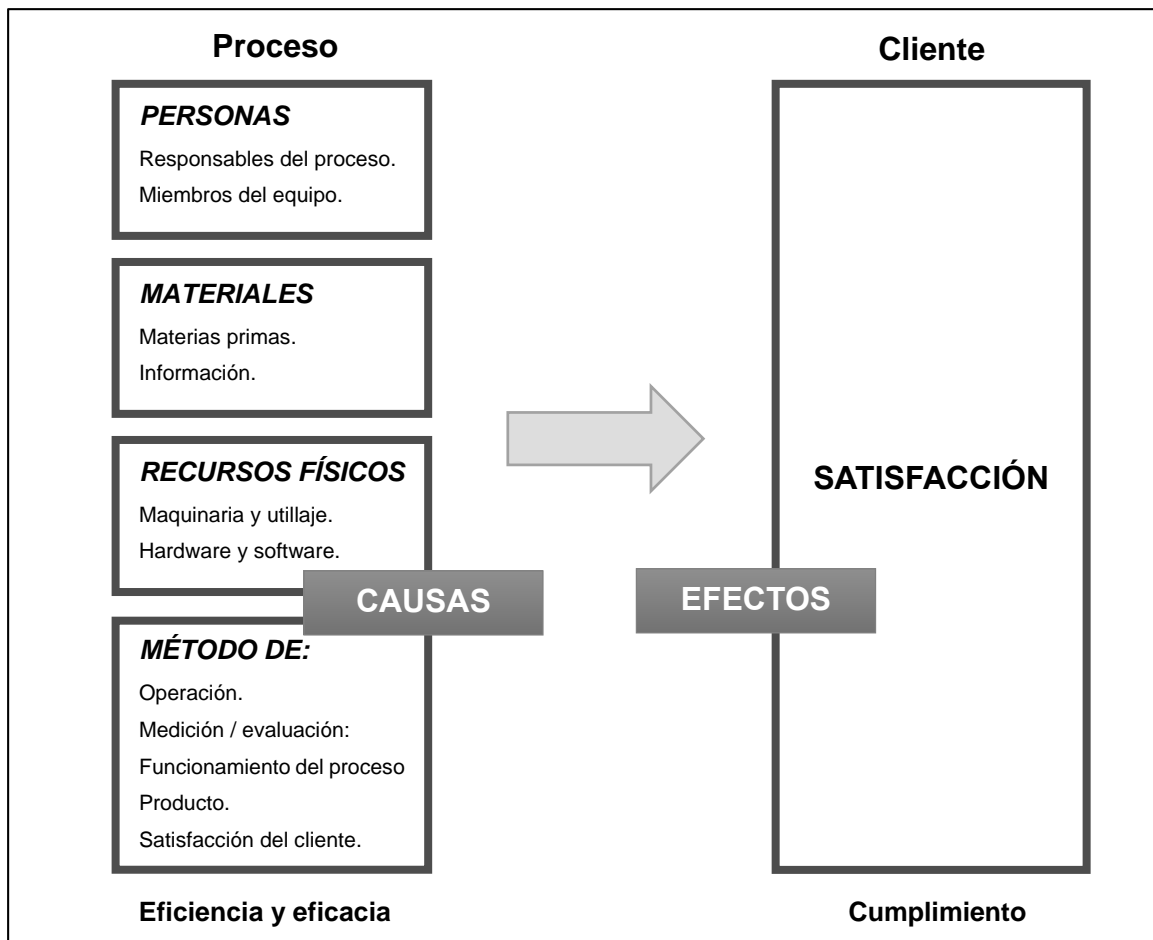 Proceso
PERSONAS
Responsables del proceso.
Miembros del equipo.
MATERIALES
Materias primas.
Información.
RECURSOS FÍSICOS
Maquinaria y utillaje.
Hardware y software.
CAUSAS
MÉTODO DE:
Operación.
Medición / evaluación:
Funcionamiento del proceso
Producto.
Satisfacción del cliente.
Eficiencia y eficacia
Cliente
SATISFACCIÓN
EFECTOS
Cumplimiento